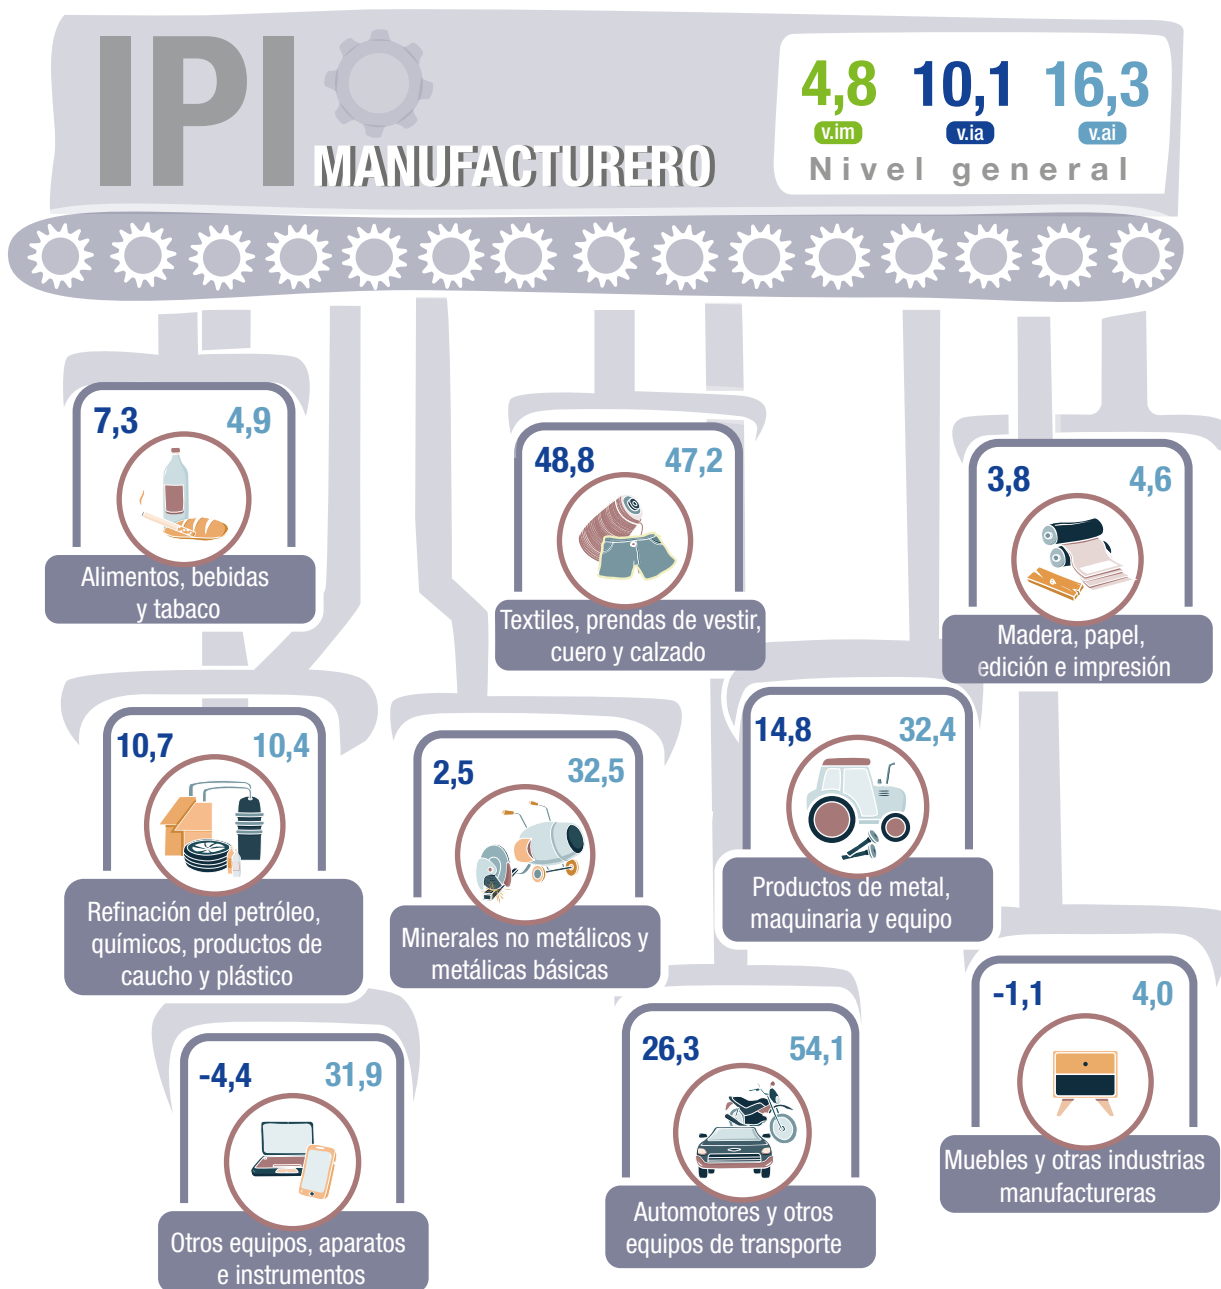 IPI
MANUFACTURERO
4,8 10,1 16,3
v.im v.ia v.ai
Nivel general
7,3 4,9
Alimentos, bebidas
y tabaco
48,8 47,2
Textiles, prendas de vestir,
cuero y calzado
3,8 4,6
Madera, papel,
edición e impresión
10,7 10,4
Refinación del petróleo,
químicos, productos de
caucho y plástico
2,5 32,5
Minerales no metálicos y
metálicas básicas
14,8 32,4
Productos de metal,
maquinaria y equipo
-4,4 31,9
Otros equipos, aparatos
e instrumentos
26,3 54,1
Automotores y otros
equipos de transporte
-1,1 4,0
Muebles y otras industrias
manufactureras